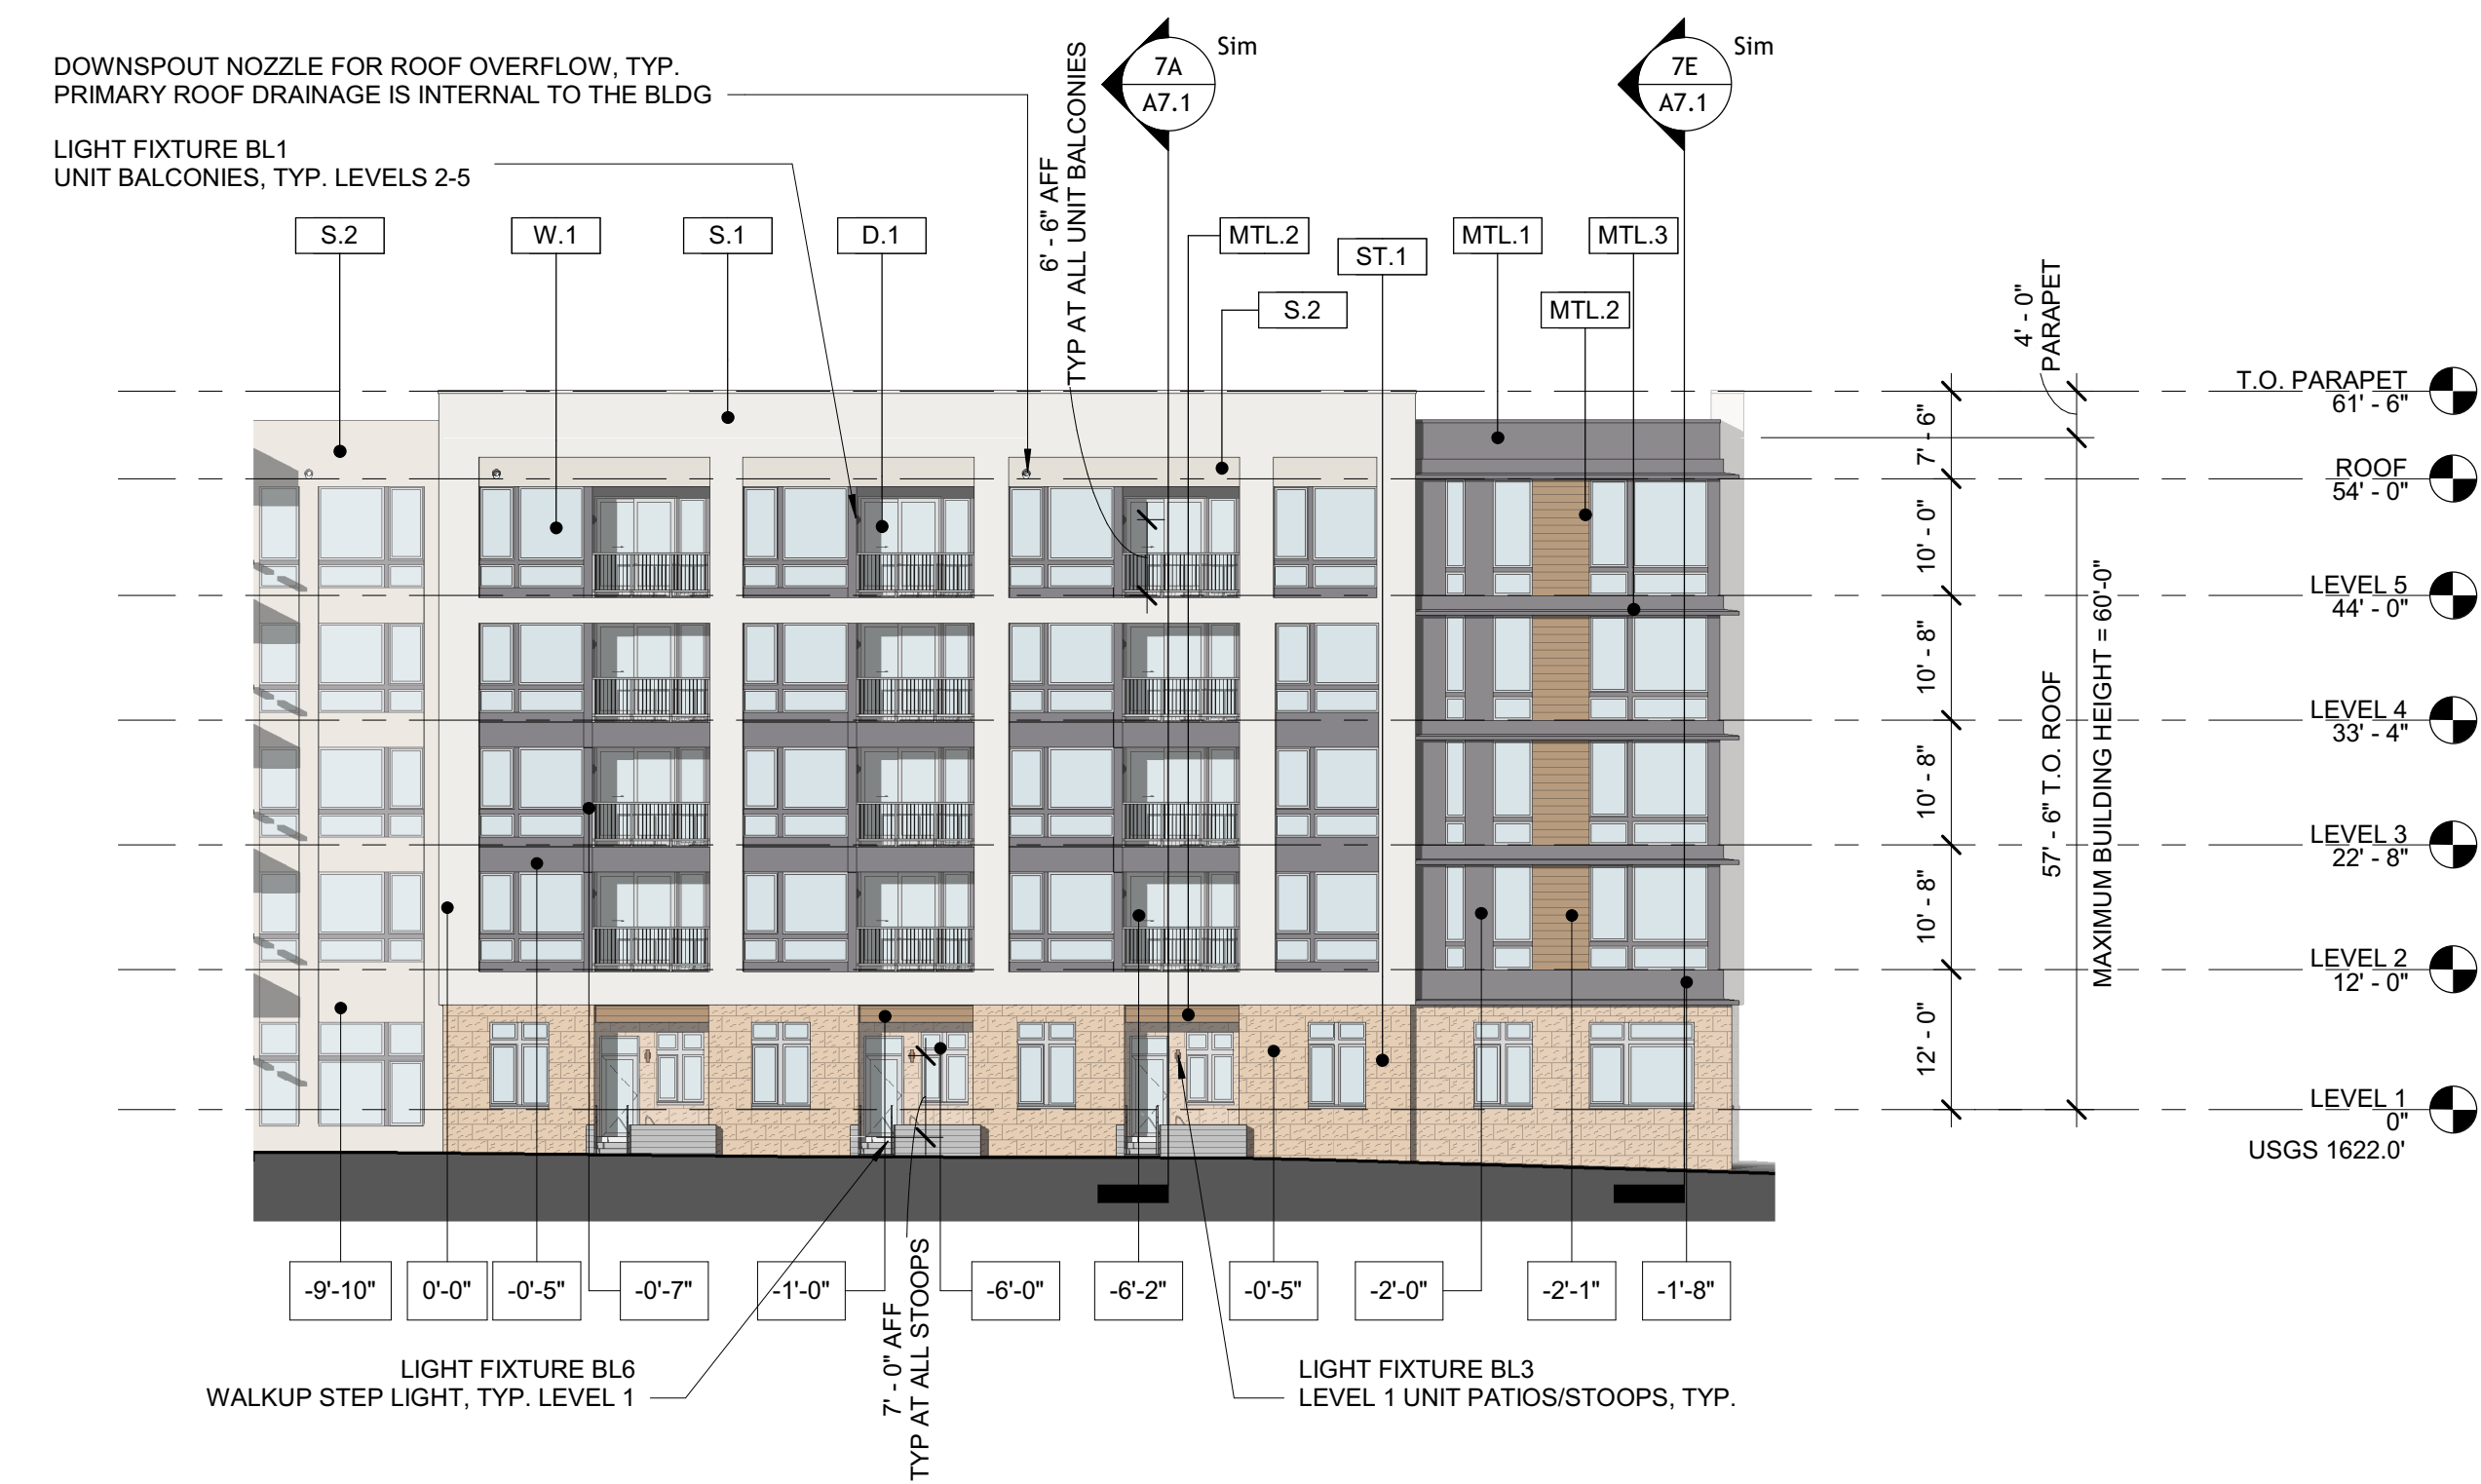 DOWNSPOUT NOZZLE FOR ROOF OVERFLOW, TYP.
PRIMARY ROOF DRAINAGE IS INTERNAL TO THE BLDG
LIGHT FIXTURE BL1
UNIT BALCONIES, TYP. LEVELS 2-5
6' - 6" AFF
TYP AT ALL UNIT BALCONIES
7A
A7.1
Sim
7E
A7.1
Sim
S.2
W.1
S.1
D.1
MTL.2
S.2
ST.1
MTL.1
MTL.2
MTL.3
4' - 0"
PARAPET
7' - 6"
10' - 0"
10' - 8"
10' - 8"
10' - 8"
12' - 0"
57' - 6" T.O. ROOF
MAXIMUM BUILDING HEIGHT = 60'-0"
T.O. PARAPET
61' - 6"
ROOF
54' - 0"
LEVEL 5
44' - 0"
LEVEL 4
33' - 4"
LEVEL 3
22' - 8"
LEVEL 2
12' - 0"
LEVEL 1
0"
USGS 1622.0'
-9'-10"
0'-0"
-0'-5"
-0'-7"
-1'-0"
-6'-0"
-6'-2"
-0'-5"
-2'-0"
-2'-1"
-1'-8"
7' - 0" AFF
TYP AT ALL STOOPS
LIGHT FIXTURE BL6
WALKUP STEP LIGHT, TYP. LEVEL 1
LIGHT FIXTURE BL3
LEVEL 1 UNIT PATIOS/STOOPS, TYP.